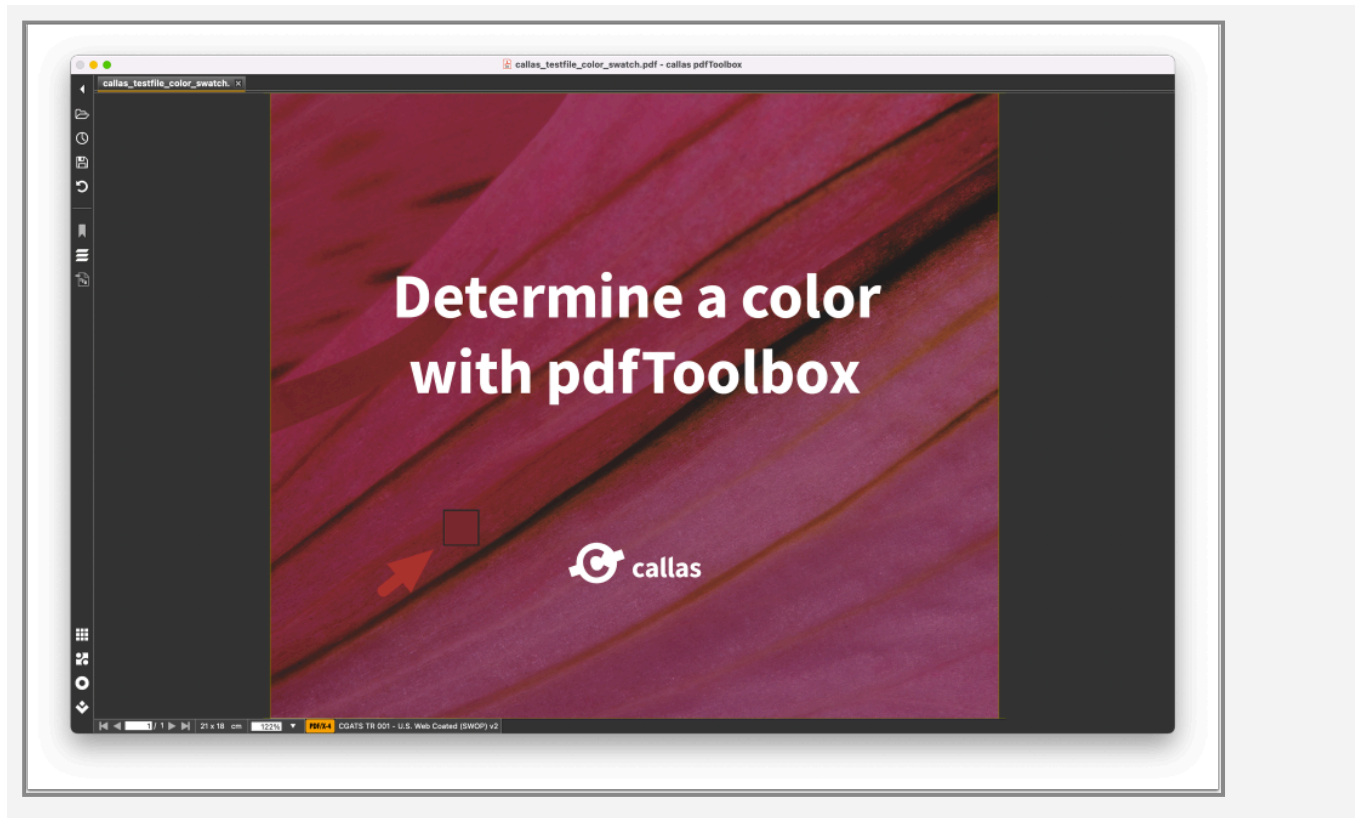 callas_testfile_color_swatch.pdf - callas pdfToolbox
callas_testfile_color_swatch.
Determine a color
with pdfToolbox
callas
1 / 1 21 x 18 cm 122% PDF/X-4 CGATS TR 001 - U.S. Web Coated (SWOP) v2